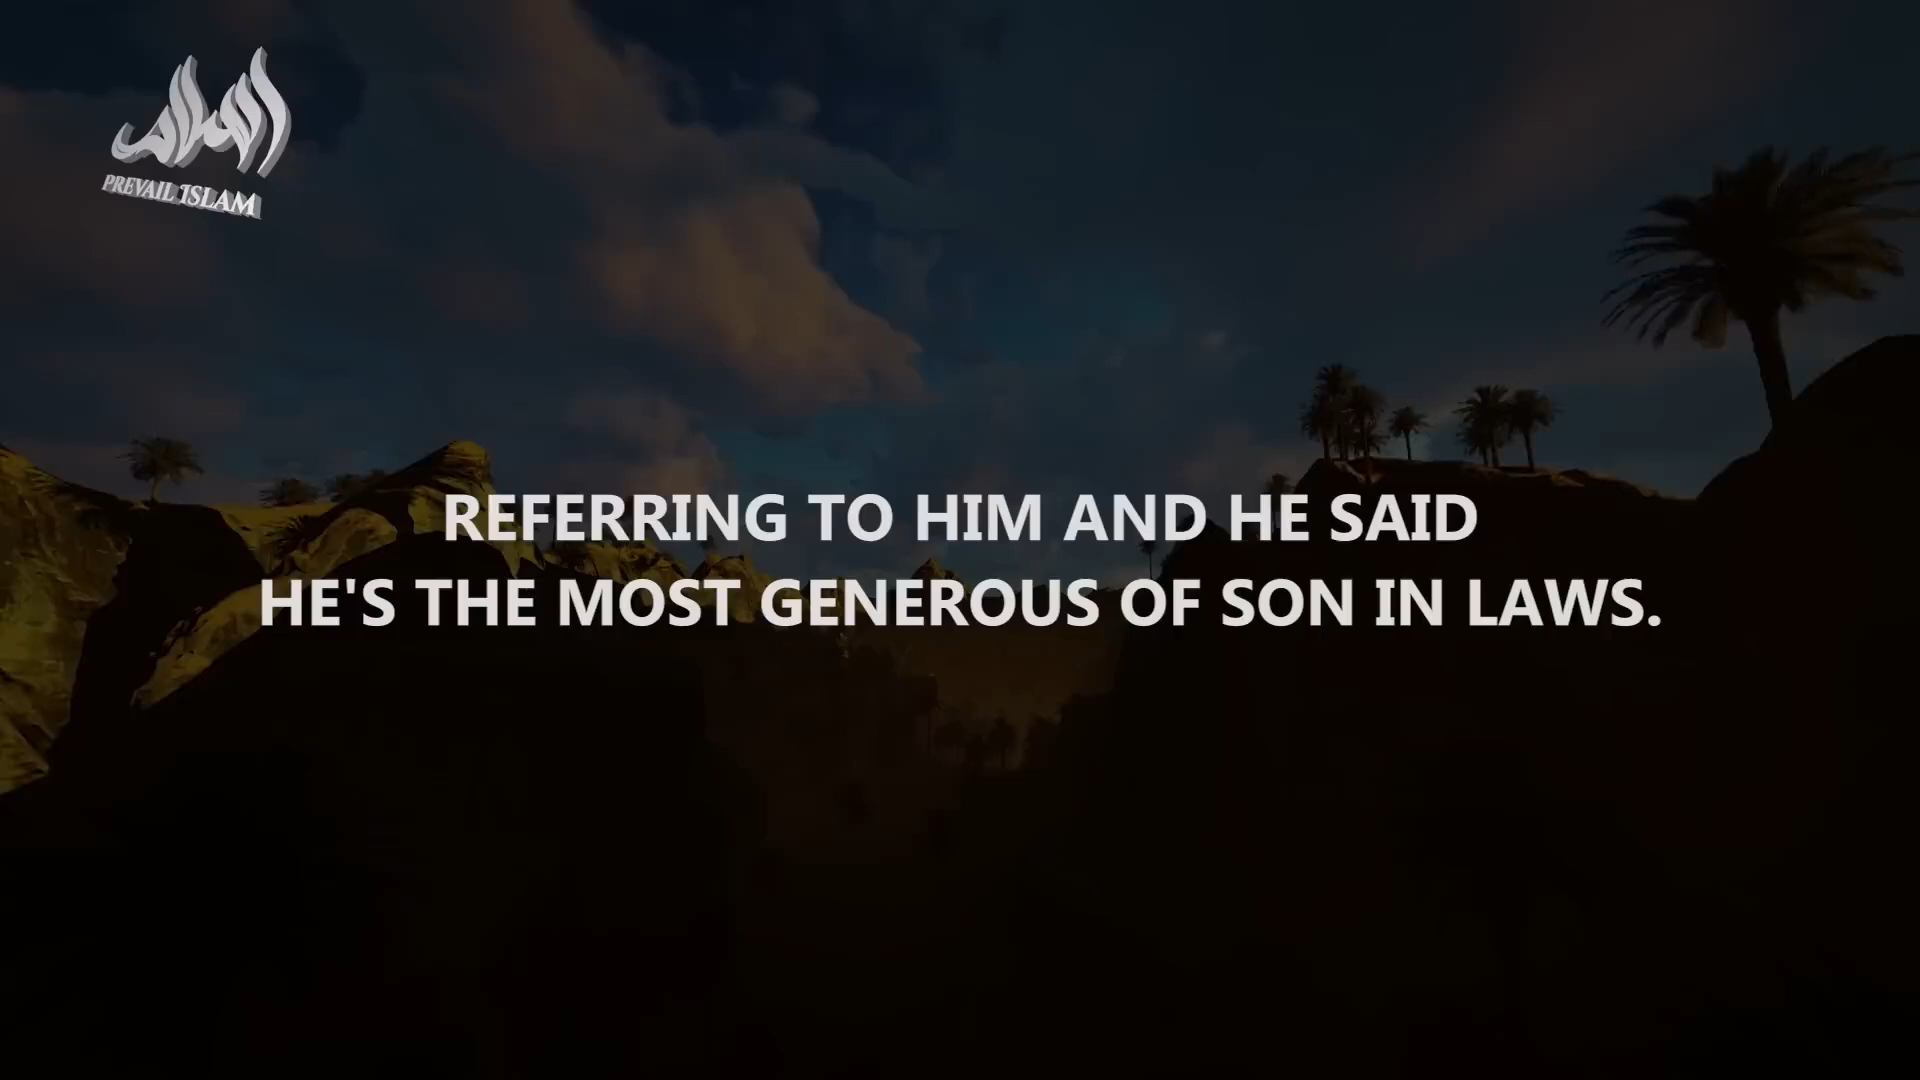 PREVAIL ISLAM
REFERRING TO HIM AND HE SAID
HE'S THE MOST GENEROUS OF SON IN LAWS.